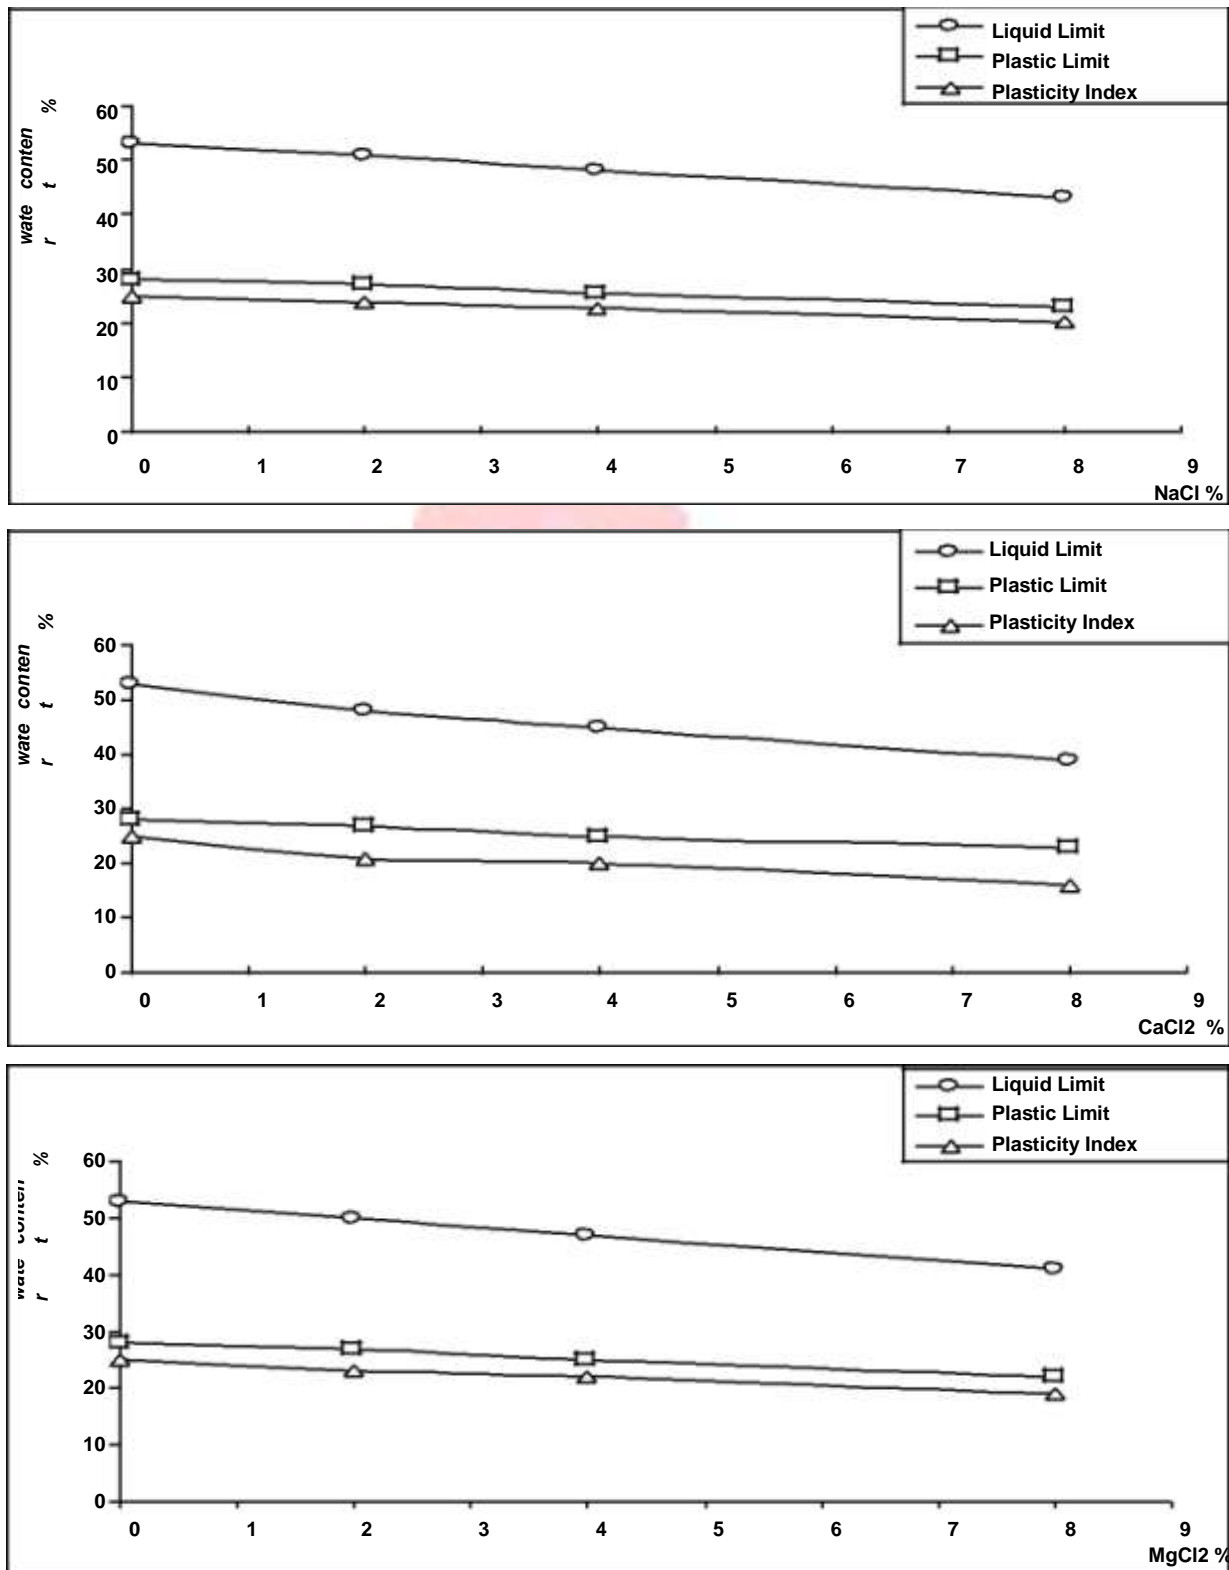 Liquid Limit
Plastic Limit
Plasticity Index
wate conten %
r t
60
50
40
30
20
10
0
0 1 2 3 4 5 6 7 8 9
NaCl %
Liquid Limit
Plastic Limit
Plasticity Index
wate conten %
r t
60
50
40
30
20
10
0
0 1 2 3 4 5 6 7 8 9
CaCl2 %
Liquid Limit
Plastic Limit
Plasticity Index
wate conten %
r t
60
50
40
30
20
10
0
0 1 2 3 4 5 6 7 8 9
MgCl2 %